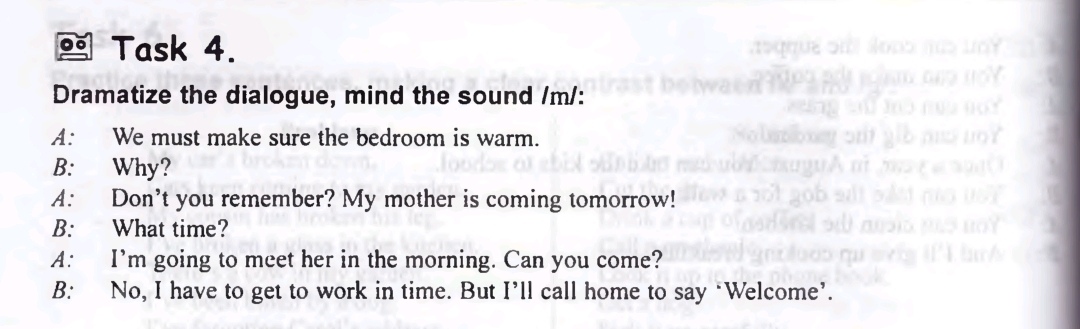 Task 4.
Dramatize the dialogue, mind the sound /m/:
A: We must make sure the bedroom is warm.
B: Why?
A: Don't you remember? My mother is coming tomorrow!
B: What time?
A: I'm going to meet her in the morning. Can you come?
B: No, I have to get to work in time. But I'll call home to say 'Welcome'.